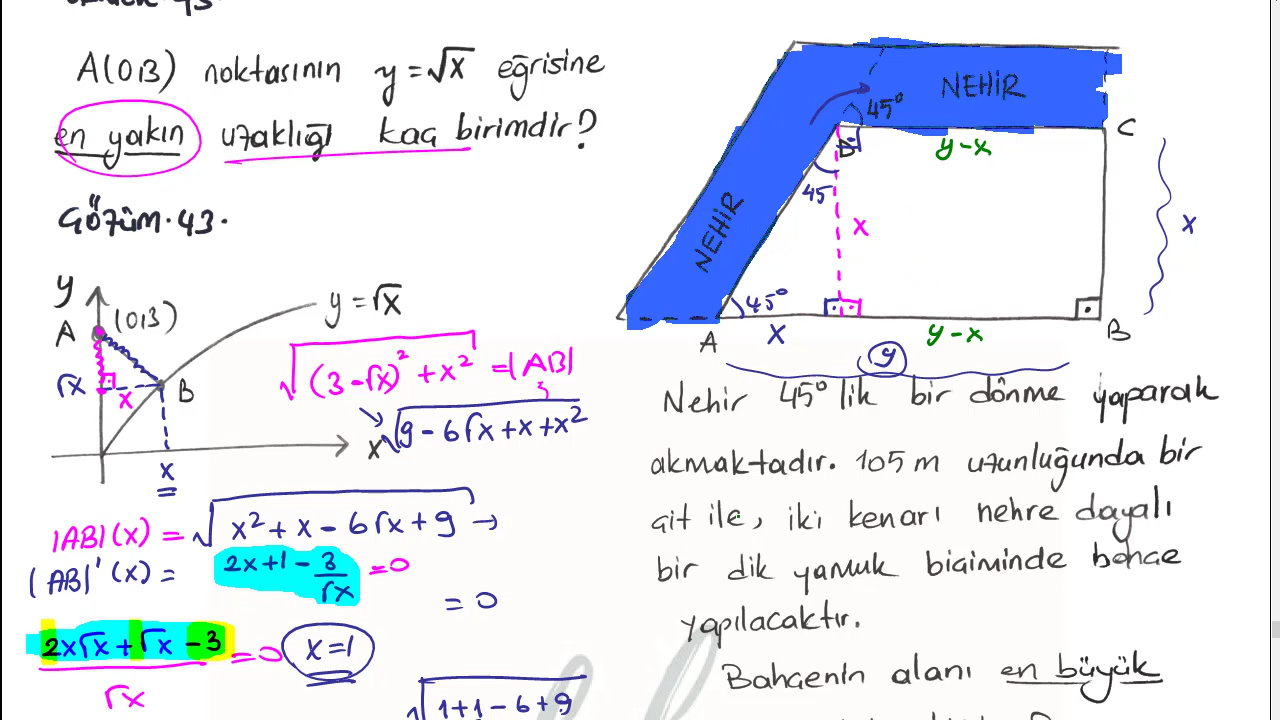 A(0,3) noktasının y=√x eğrisine
en yakın uzaklığı kaç birimdir?
Çözüm.43.
y
A (0,3)
y=√x
√x
x
B
x
x
√((3-√x)²+x²) = |AB|
√(9-6√x+x+x²)
|AB|(x) = √(x²+x-6√x+9) →
|AB|'(x) = 2x+1-3/√x =0
=0
(2x√x+√x-3)/√x =0
x=1
√(1+1-6+9)
NEHİR
45°
NEHİR
D
C
y-x
45
x
x
45°
A
x
y-x
B
y
Nehir 45° lik bir dönme yaparak
akmaktadır. 105 m uzunluğunda bir
çit ile, iki kenarı nehre dayalı
bir dik yamuk biçiminde bahçe
yapılacaktır.
Bahçenin alanı en büyük